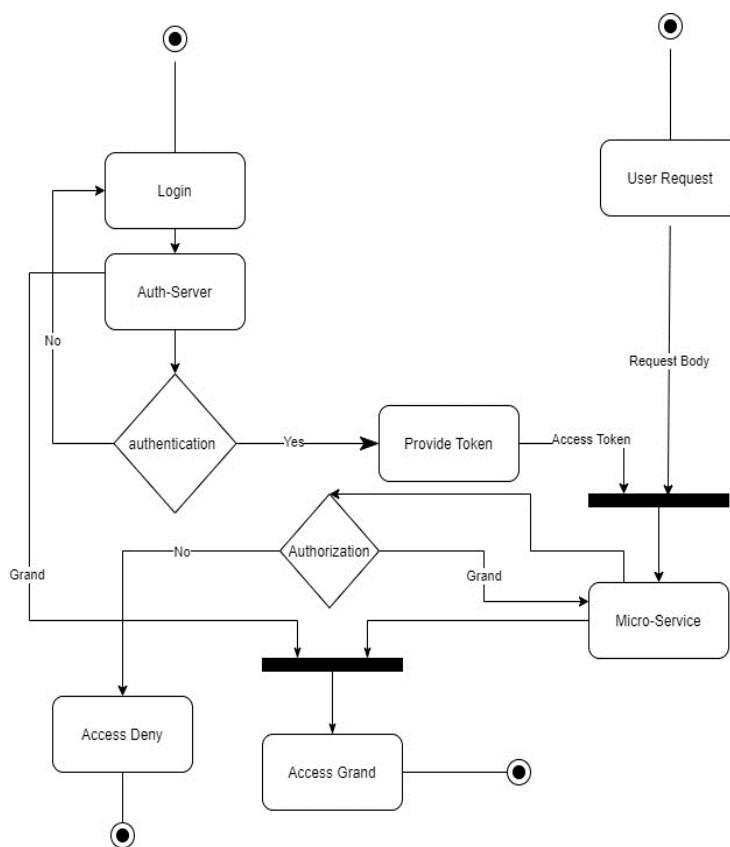 Login
User Request
Auth-Server
No
Request Body
authentication
Yes
Provide Token
Access Token
No
Authorization
Grand
Grand
Micro-Service
Access Deny
Access Grand